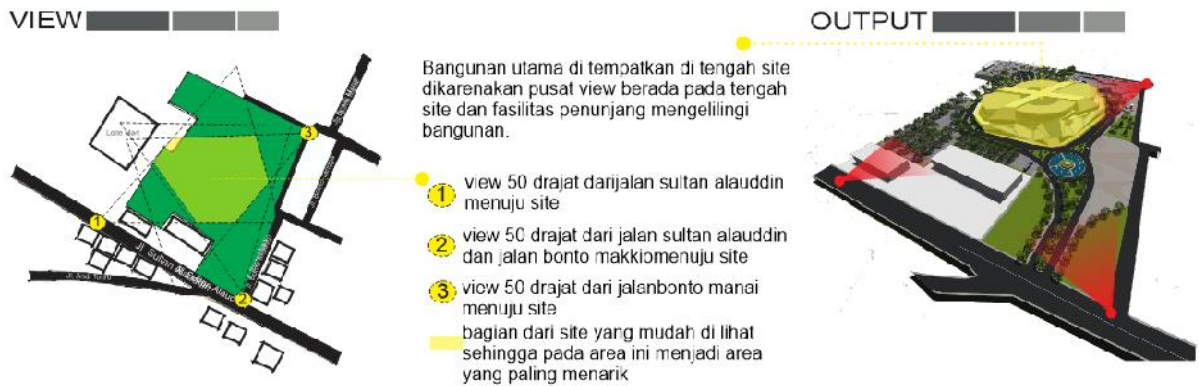 VIEW
OUTPUT
Bangunan utama di tempatkan di tengah site
dikarenakan pusat view berada pada tengah
site dan fasilitas penunjang mengelilingi
bangunan.
1 view 50 drajat darijalan sultan alauddin
menuju site
2 view 50 drajat dari jalan sultan alauddin
dan jalan bonto makkiomenuju site
3 view 50 drajat dari jalanbonto manai
menuju site
bagian dari site yang mudah di lihat
sehingga pada area ini menjadi area
yang paling menarik
3
1
2
Jl. Sultan